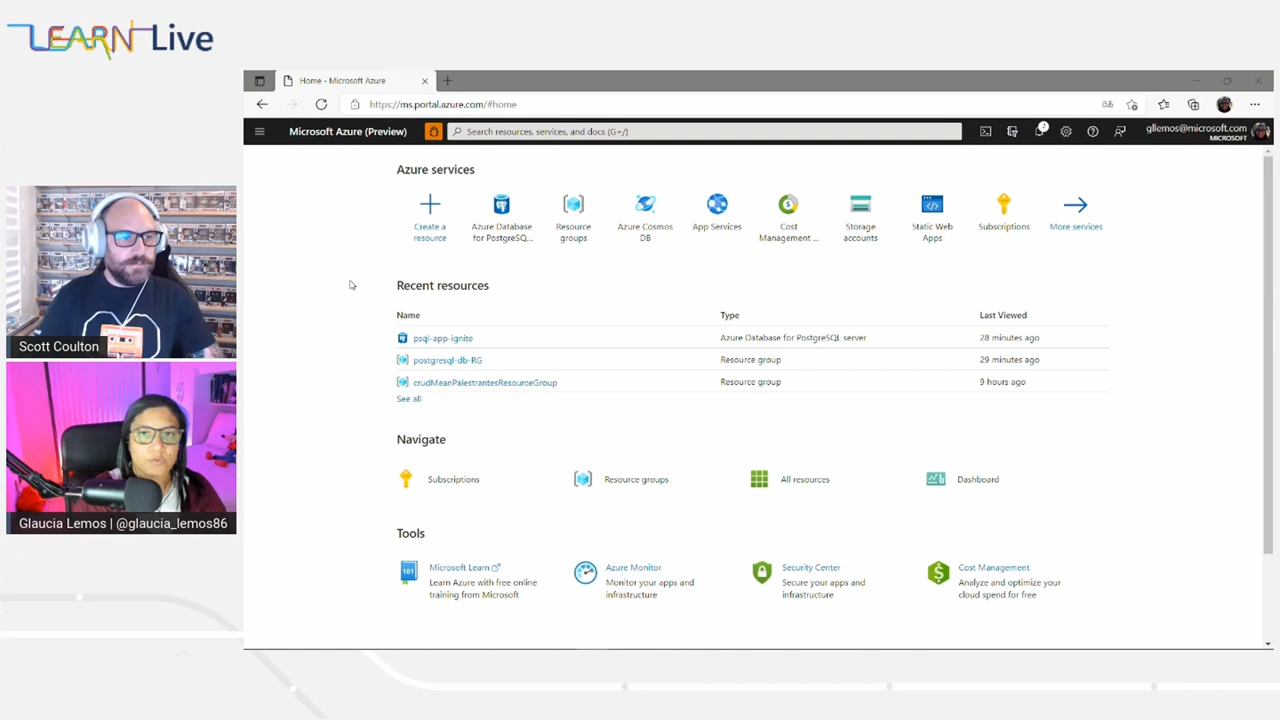 LEARN Live
Home - Microsoft Azure
https://ms.portal.azure.com/#home
Microsoft Azure (Preview)
Search resources, services, and docs (G+/)
gllemos@microsoft.com
MICROSOFT
Azure services
Create a
resource
Azure Database
for PostgreSQ...
Resource
groups
Azure Cosmos
DB
App Services
Cost
Management ...
Storage
accounts
Static Web
Apps
Subscriptions
More services
Recent resources
Name
Type
Last Viewed
psql-app-ignite
Azure Database for PostgreSQL server
28 minutes ago
postgresql-db-RG
Resource group
29 minutes ago
crudMeanPalestrantesResourceGroup
Resource group
9 hours ago
See all
Navigate
Subscriptions
Resource groups
All resources
Dashboard
Tools
101
Microsoft Learn
Learn Azure with free online
training from Microsoft
Azure Monitor
Monitor your apps and
infrastructure
Security Center
Secure your apps and
infrastructure
Cost Management
Analyze and optimize your
cloud spend for free
Scott Coulton
Glaucia Lemos | @glaucia_lemos86